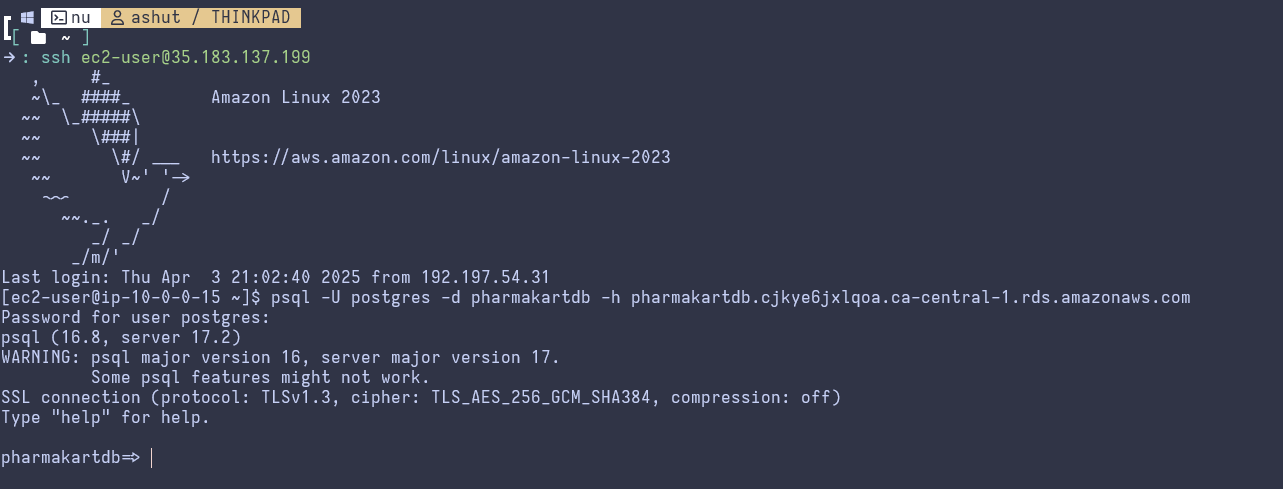 nu ashut / THINKPAD
[ ~ ]
→ : ssh ec2-user@35.183.137.199
   ,     #_
   ~\_  ####_        Amazon Linux 2023
  ~~  \_#####\
  ~~     \###|
  ~~       \#/ ___   https://aws.amazon.com/linux/amazon-linux-2023
   ~~       V~' '->
    ~~~         /
      ~~._.   _/
         _/ _/
       _/m/'
Last login: Thu Apr  3 21:02:40 2025 from 192.197.54.31
[ec2-user@ip-10-0-0-15 ~]$ psql -U postgres -d pharmakartdb -h pharmakartdb.cjkye6jxlqoa.ca-central-1.rds.amazonaws.com
Password for user postgres:
psql (16.8, server 17.2)
WARNING: psql major version 16, server major version 17.
         Some psql features might not work.
SSL connection (protocol: TLSv1.3, cipher: TLS_AES_256_GCM_SHA384, compression: off)
Type "help" for help.
pharmakartdb=>